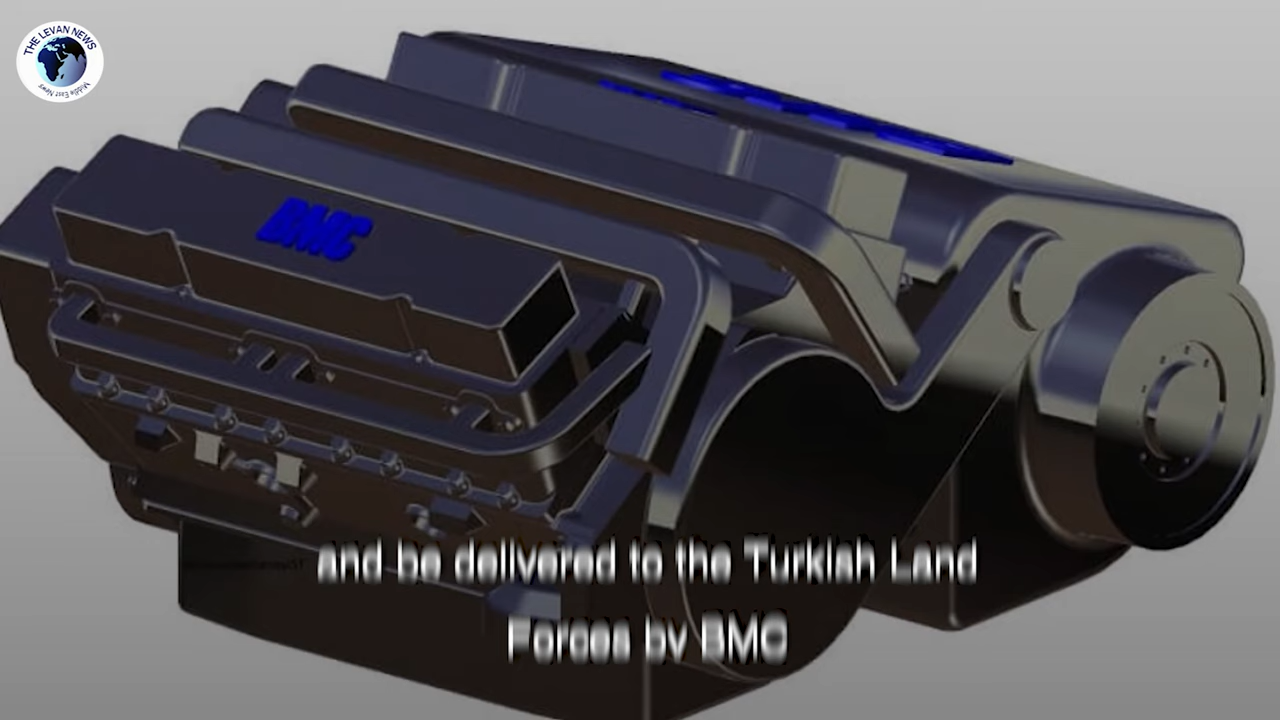 THE LEVAN NEWS
Middle East News
BMC
and be delivered to the Turkish Land
Forces by BMC